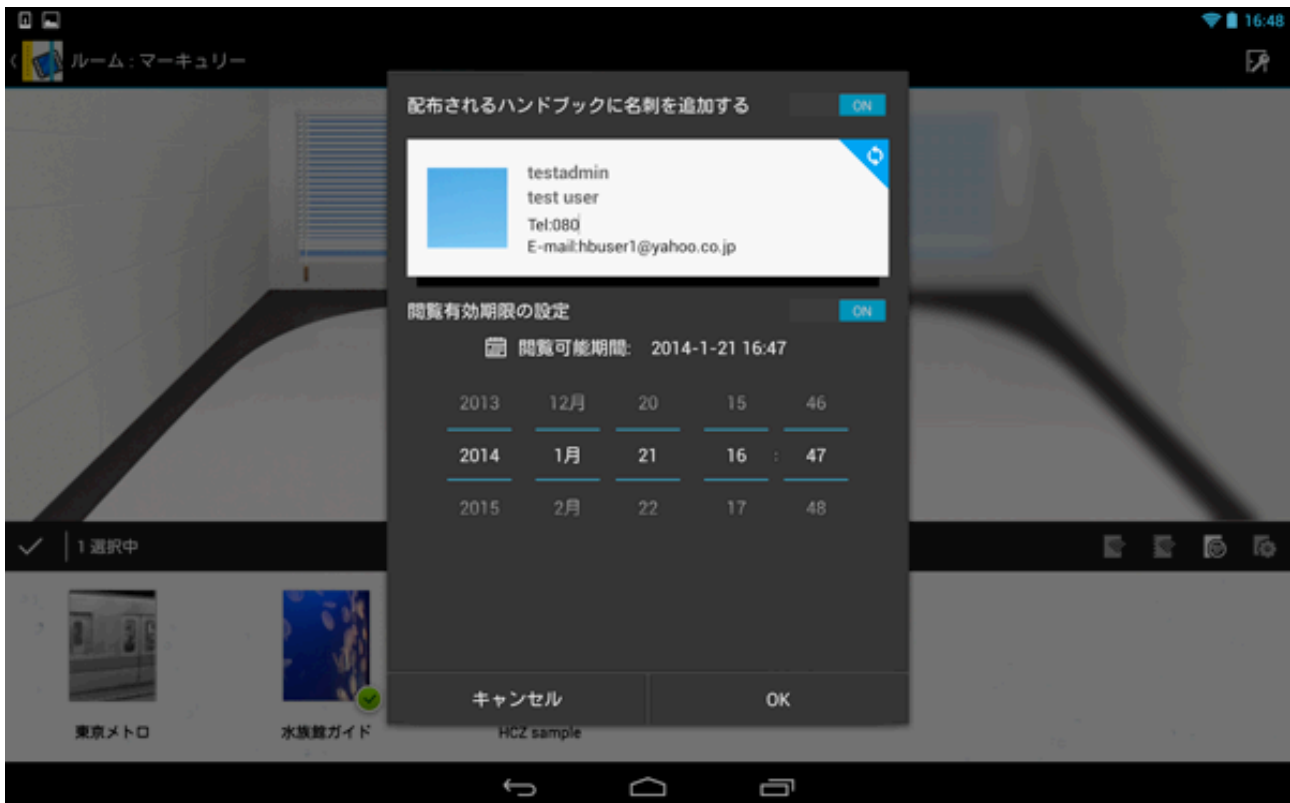 16:48
ルーム : マーキュリー
配布されるハンドブックに名刺を追加する ON
testadmin
test user
Tel:080
E-mail:hbuser1@yahoo.co.jp
閲覧有効期限の設定 ON
閲覧可能期間: 2014-1-21 16:47
2013 12月 20 15 46
2014 1月 21 16 : 47
2015 2月 22 17 48
1 選択中
キャンセル OK
東京メトロ 水族館ガイド HCZ sample